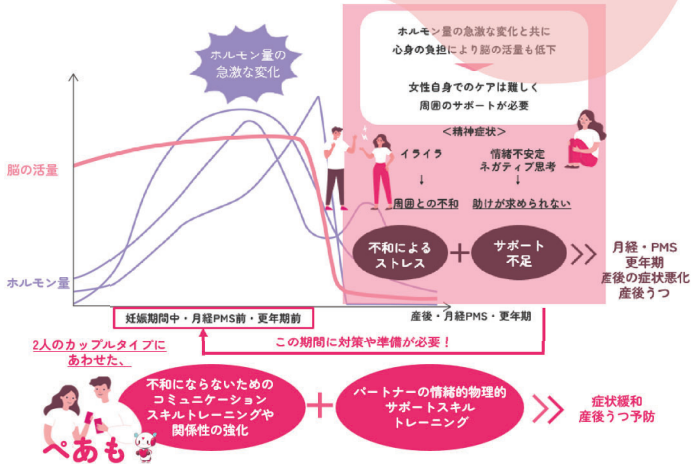 ホルモン量の急激な変化と共に
心身の負担により脳の活量も低下
ホルモン量の
急激な変化
女性自身でのケアは難しく
周囲のサポートが必要
<精神症状>
イライラ
↓
周囲との不和
情緒不安定
ネガティブ思考
↓
助けが求められない
脳の活量
ホルモン量
不和による
ストレス
+
サポート
不足
月経・PMS
更年期
産後の症状悪化
産後うつ
妊娠期間中・月経PMS前・更年期前
産後・月経PMS・更年期
この期間に対策や準備が必要！
2人のカップルタイプに
あわせた、
不和にならないための
コミュニケーション
スキルトレーニングや
関係性の強化
+
パートナーの情緒的物理的
サポートスキル
トレーニング
症状緩和
産後うつ予防
ぺあも